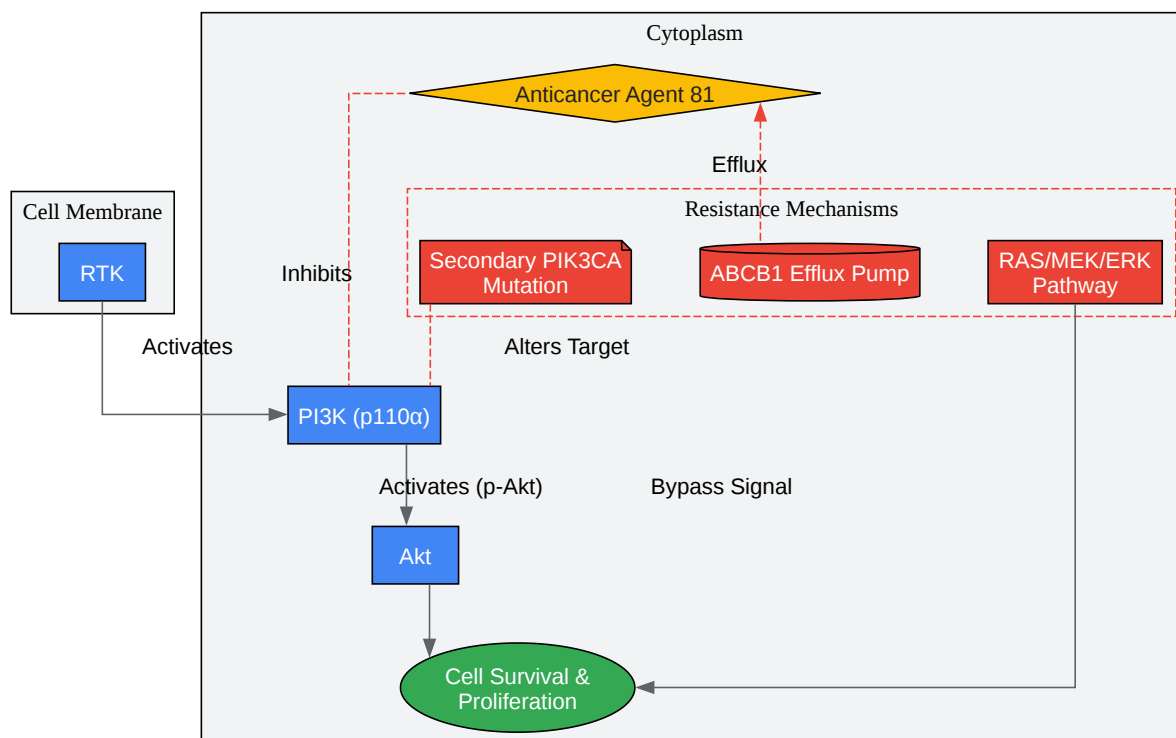 Cytoplasm
Anticancer Agent 81
Efflux
Cell Membrane
Resistance Mechanisms
RTK
Inhibits
Secondary PIK3CA
Mutation
ABCB1 Efflux Pump
RAS/MEK/ERK
Pathway
Activates
Alters Target
PI3K (p110α)
Activates (p-Akt)
Bypass Signal
Akt
Cell Survival &
Proliferation